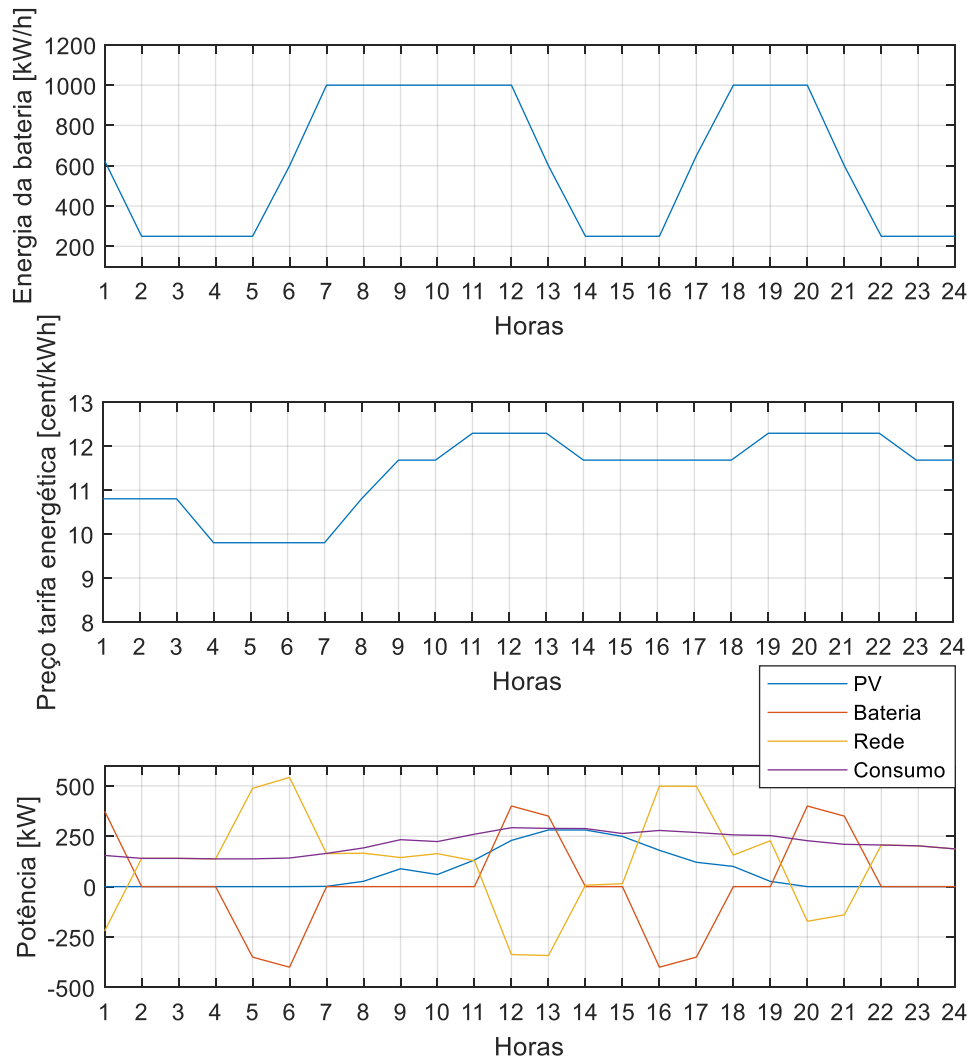 Energia da bateria [kW/h]
1200
1000
800
600
400
200
1 2 3 4 5 6 7 8 9 10 11 12 13 14 15 16 17 18 19 20 21 22 23 24
Horas
Preço tarifa energética [cent/kWh]
13
12
11
10
9
8
1 2 3 4 5 6 7 8 9 10 11 12 13 14 15 16 17 18 19 20 21 22 23 24
Horas
PV
Bateria
Rede
Consumo
Potência [kW]
500
250
0
-250
-500
1 2 3 4 5 6 7 8 9 10 11 12 13 14 15 16 17 18 19 20 21 22 23 24
Horas